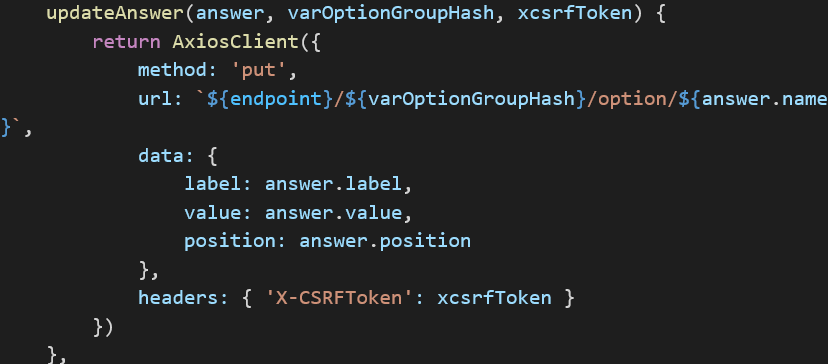 updateAnswer(answer, varOptionGroupHash, xcsrfToken) {
return AxiosClient({
method: 'put',
url: `${endpoint}/${varOptionGroupHash}/option/${answer.name
}`,
data: {
label: answer.label,
value: answer.value,
position: answer.position
},
headers: { 'X-CSRFToken': xcsrfToken }
})
},